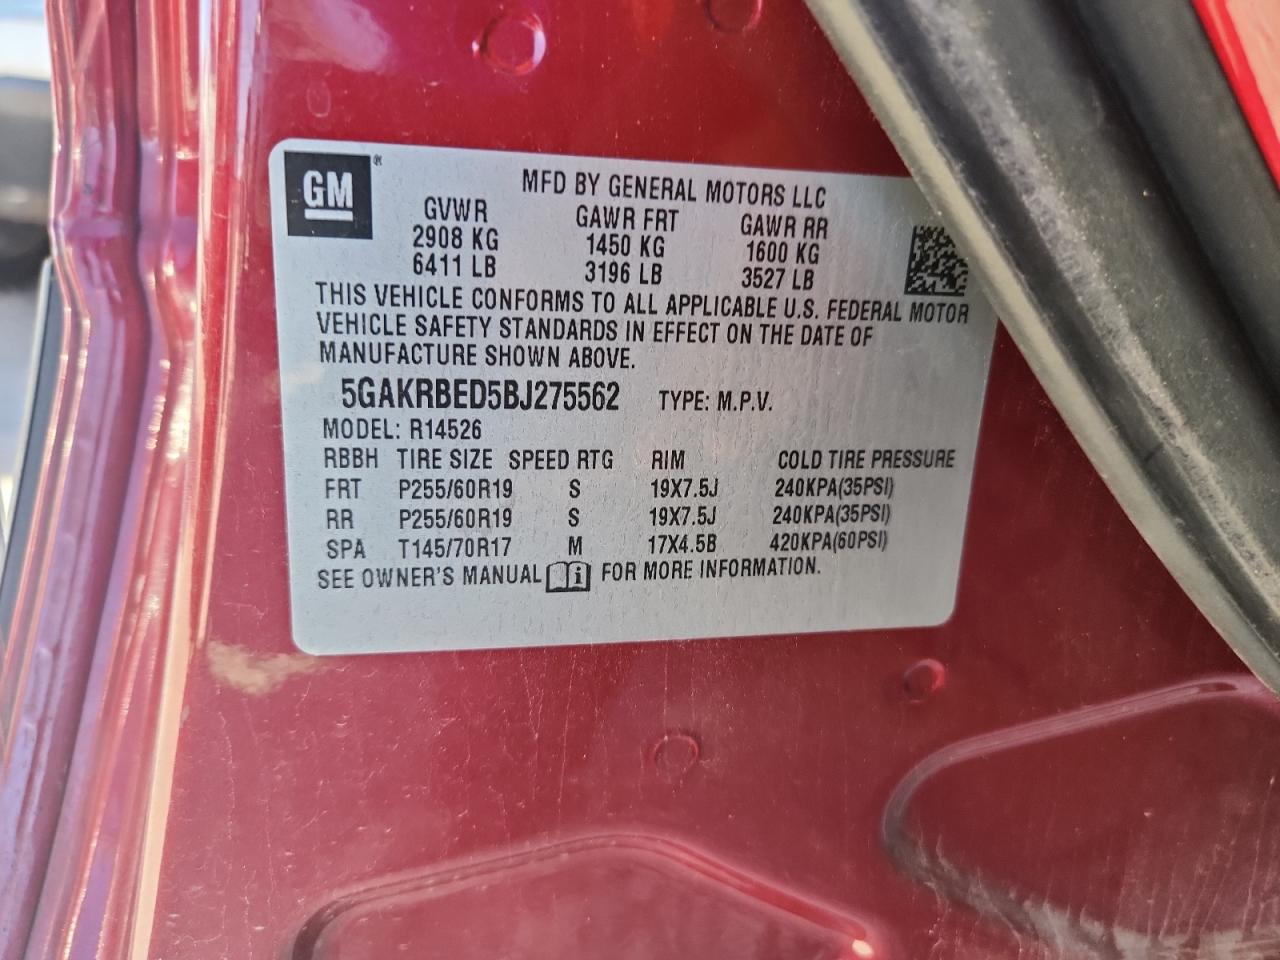 GM ®
MFD BY GENERAL MOTORS LLC
GVWR GAWR FRT GAWR RR
2908 KG 1450 KG 1600 KG
6411 LB 3196 LB 3527 LB
THIS VEHICLE CONFORMS TO ALL APPLICABLE U.S. FEDERAL MOTOR
VEHICLE SAFETY STANDARDS IN EFFECT ON THE DATE OF
MANUFACTURE SHOWN ABOVE.
5GAKRBED5BJ275562 TYPE: M.P.V.
MODEL: R14526
RBBH TIRE SIZE SPEED RTG RIM COLD TIRE PRESSURE
FRT P255/60R19 S 19X7.5J 240KPA(35PSI)
RR P255/60R19 S 19X7.5J 240KPA(35PSI)
SPA T145/70R17 M 17X4.5B 420KPA(60PSI)
SEE OWNER'S MANUAL i FOR MORE INFORMATION.